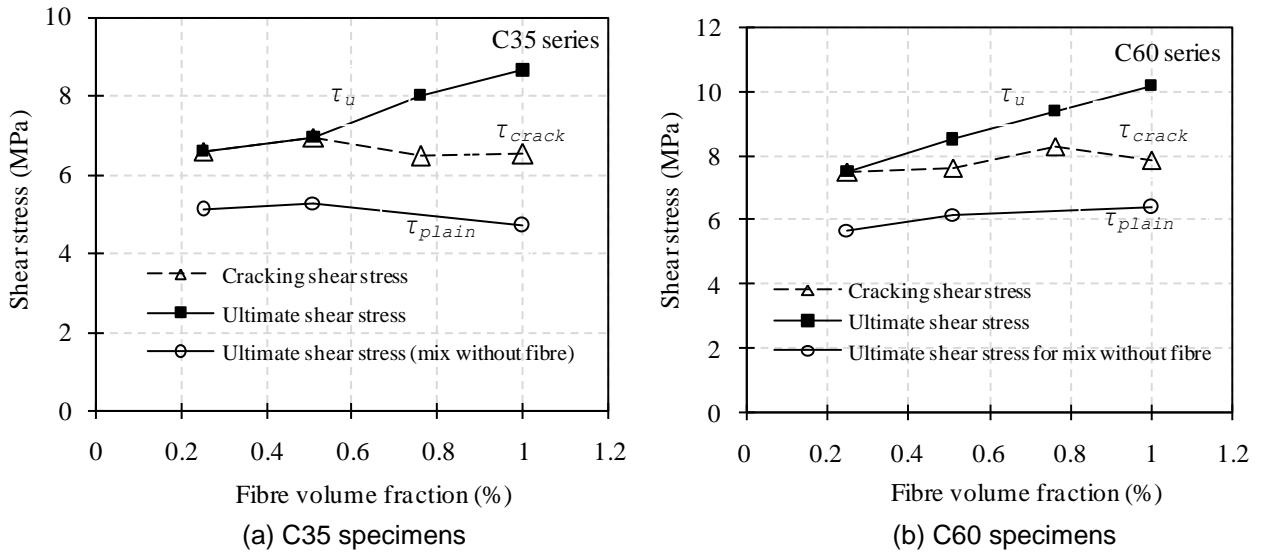 10
8
6
4
2
0
Shear stress (MPa)
C35 series
τu
τcrack
τplain
Cracking shear stress
Ultimate shear stress
Ultimate shear stress (mix without fibre)
0 0.2 0.4 0.6 0.8 1 1.2
Fibre volume fraction (%)
(a) C35 specimens
12
10
8
6
4
2
0
Shear stress (MPa)
C60 series
τu
τcrack
τplain
Cracking shear stress
Ultimate shear stress
Ultimate shear stress for mix without fibre
0 0.2 0.4 0.6 0.8 1 1.2
Fibre volume fraction (%)
(b) C60 specimens